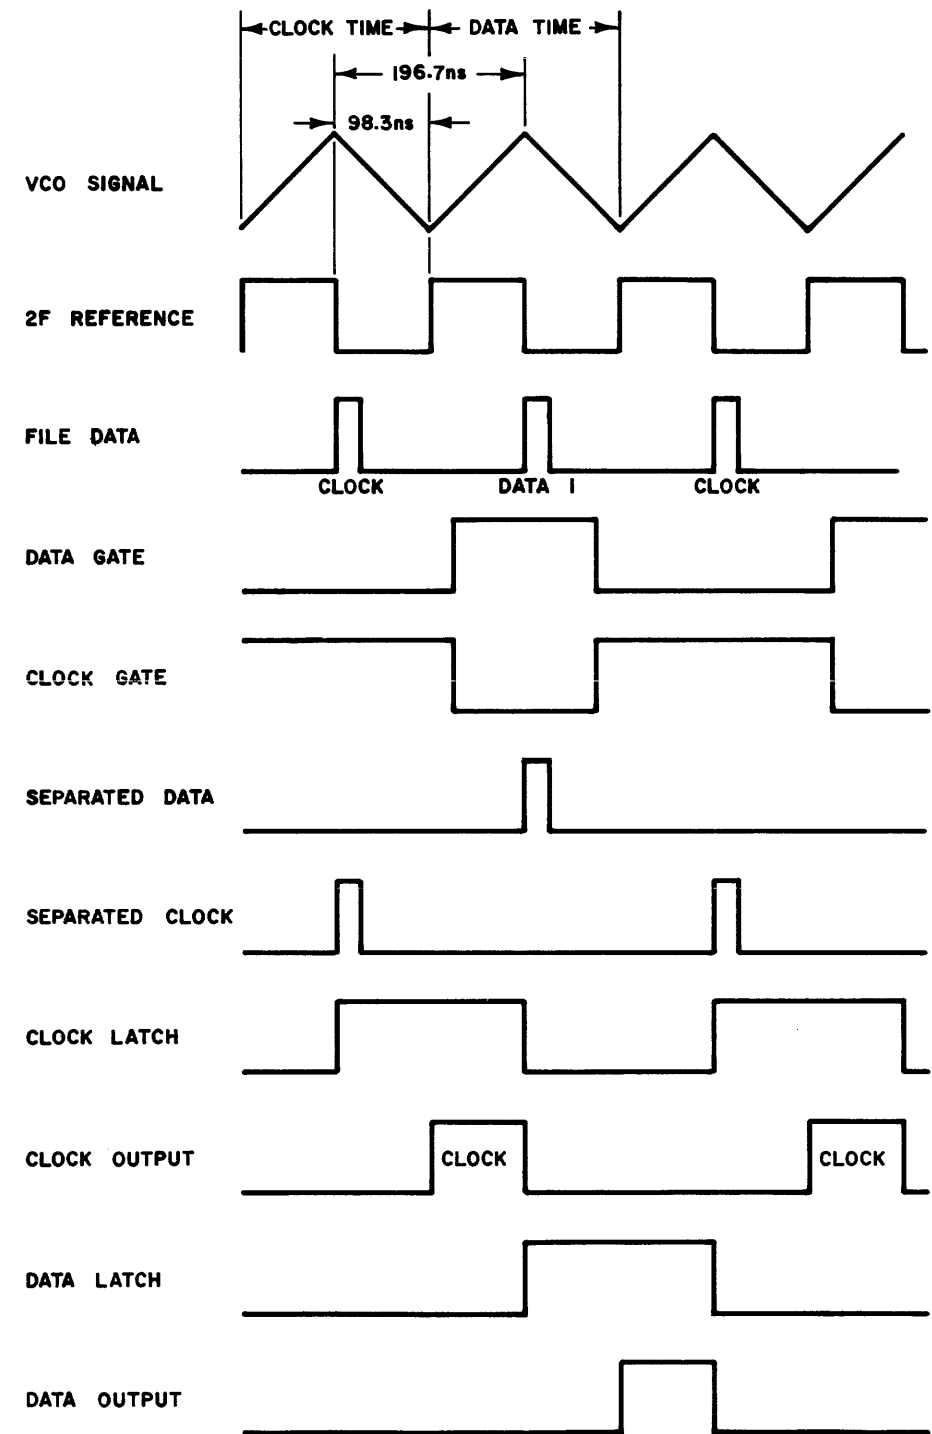 CLOCK TIME DATA TIME
196.7ns
98.3ns
VCO SIGNAL
2F REFERENCE
FILE DATA
CLOCK DATA 1 CLOCK
DATA GATE
CLOCK GATE
SEPARATED DATA
SEPARATED CLOCK
CLOCK LATCH
CLOCK OUTPUT CLOCK CLOCK
DATA LATCH
DATA OUTPUT